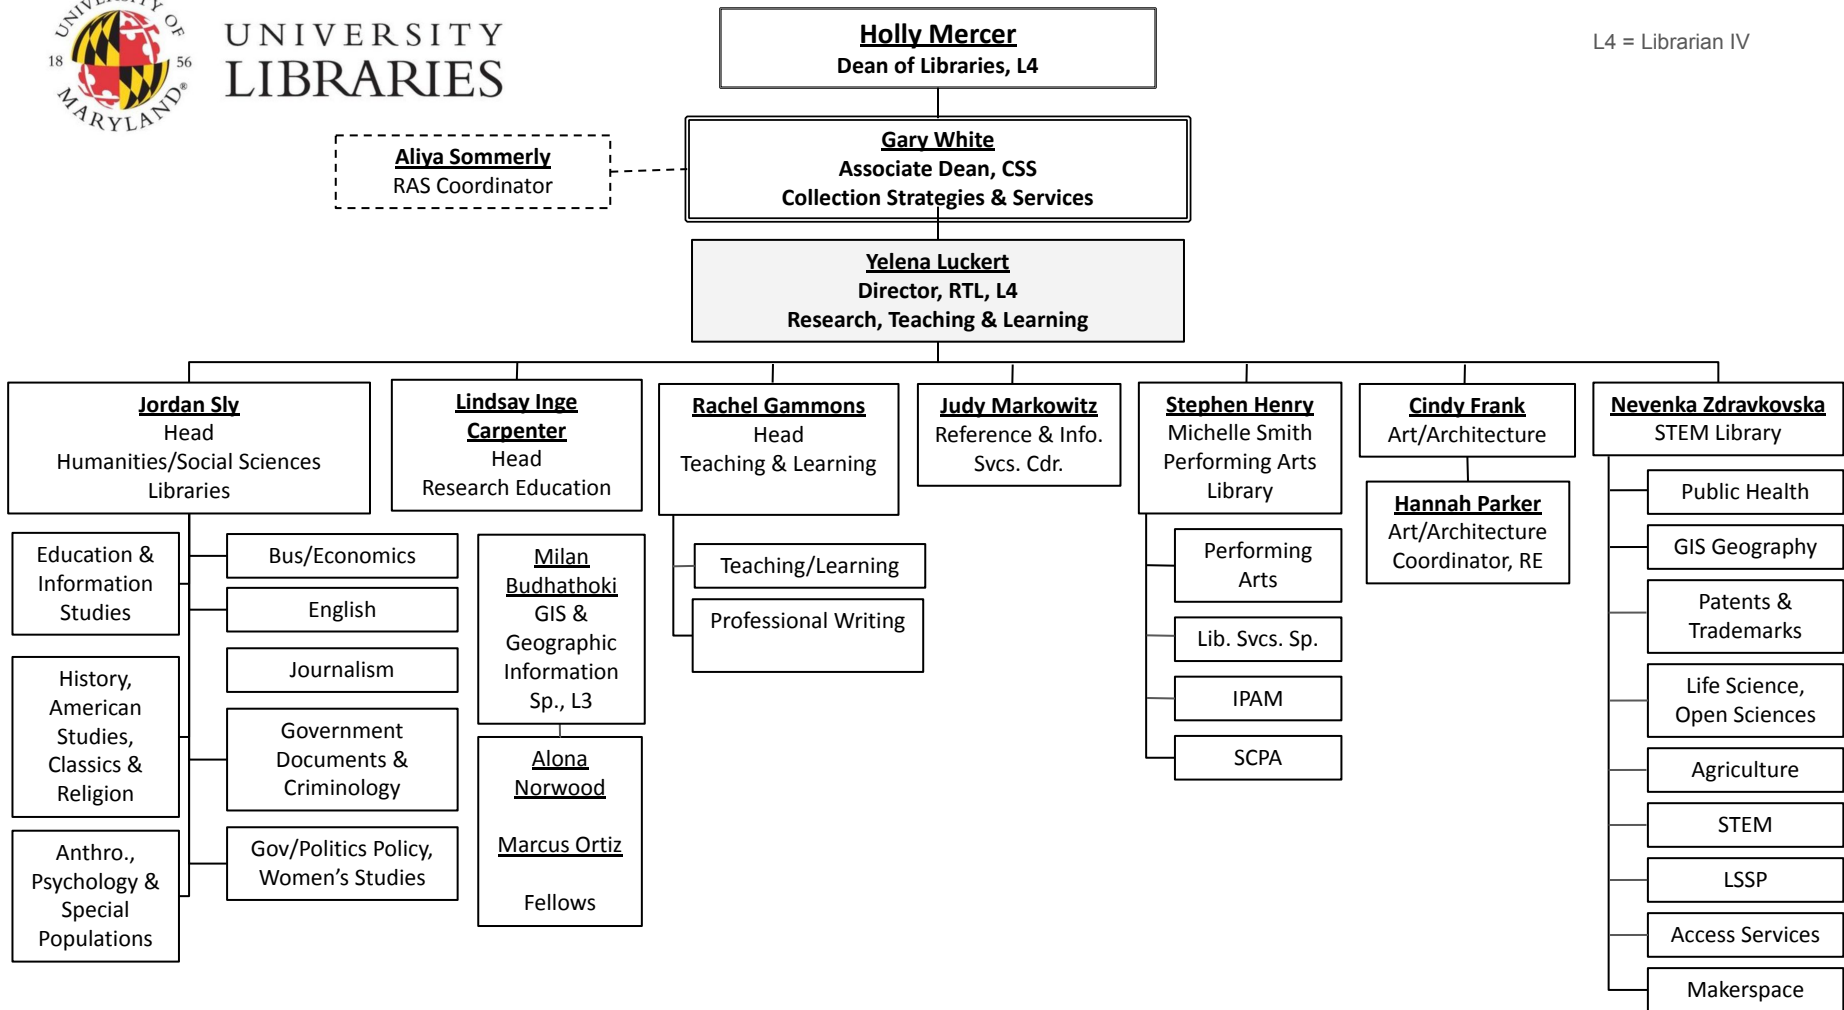 UNIVERSITY OF
18 56
MARYLAND®
UNIVERSITY
LIBRARIES
L4 = Librarian IV
Holly Mercer
Dean of Libraries, L4
Aliya Sommerly
RAS Coordinator
Gary White
Associate Dean, CSS
Collection Strategies & Services
Yelena Luckert
Director, RTL, L4
Research, Teaching & Learning
Jordan Sly
Head
Humanities/Social Sciences
Libraries
Education &
Information
Studies
History,
American
Studies,
Classics &
Religion
Anthro.,
Psychology &
Special
Populations
Bus/Economics
English
Journalism
Government
Documents &
Criminology
Gov/Politics Policy,
Women’s Studies
Lindsay Inge
Carpenter
Head
Research Education
Milan
Budhathoki
GIS &
Geographic
Information
Sp., L3
Alona
Norwood
Marcus Ortiz
Fellows
Rachel Gammons
Head
Teaching & Learning
Teaching/Learning
Professional Writing
Judy Markowitz
Reference & Info.
Svcs. Cdr.
Stephen Henry
Michelle Smith
Performing Arts
Library
Performing
Arts
Lib. Svcs. Sp.
IPAM
SCPA
Cindy Frank
Art/Architecture
Hannah Parker
Art/Architecture
Coordinator, RE
Nevenka Zdravkovska
STEM Library
Public Health
GIS Geography
Patents &
Trademarks
Life Science,
Open Sciences
Agriculture
STEM
LSSP
Access Services
Makerspace